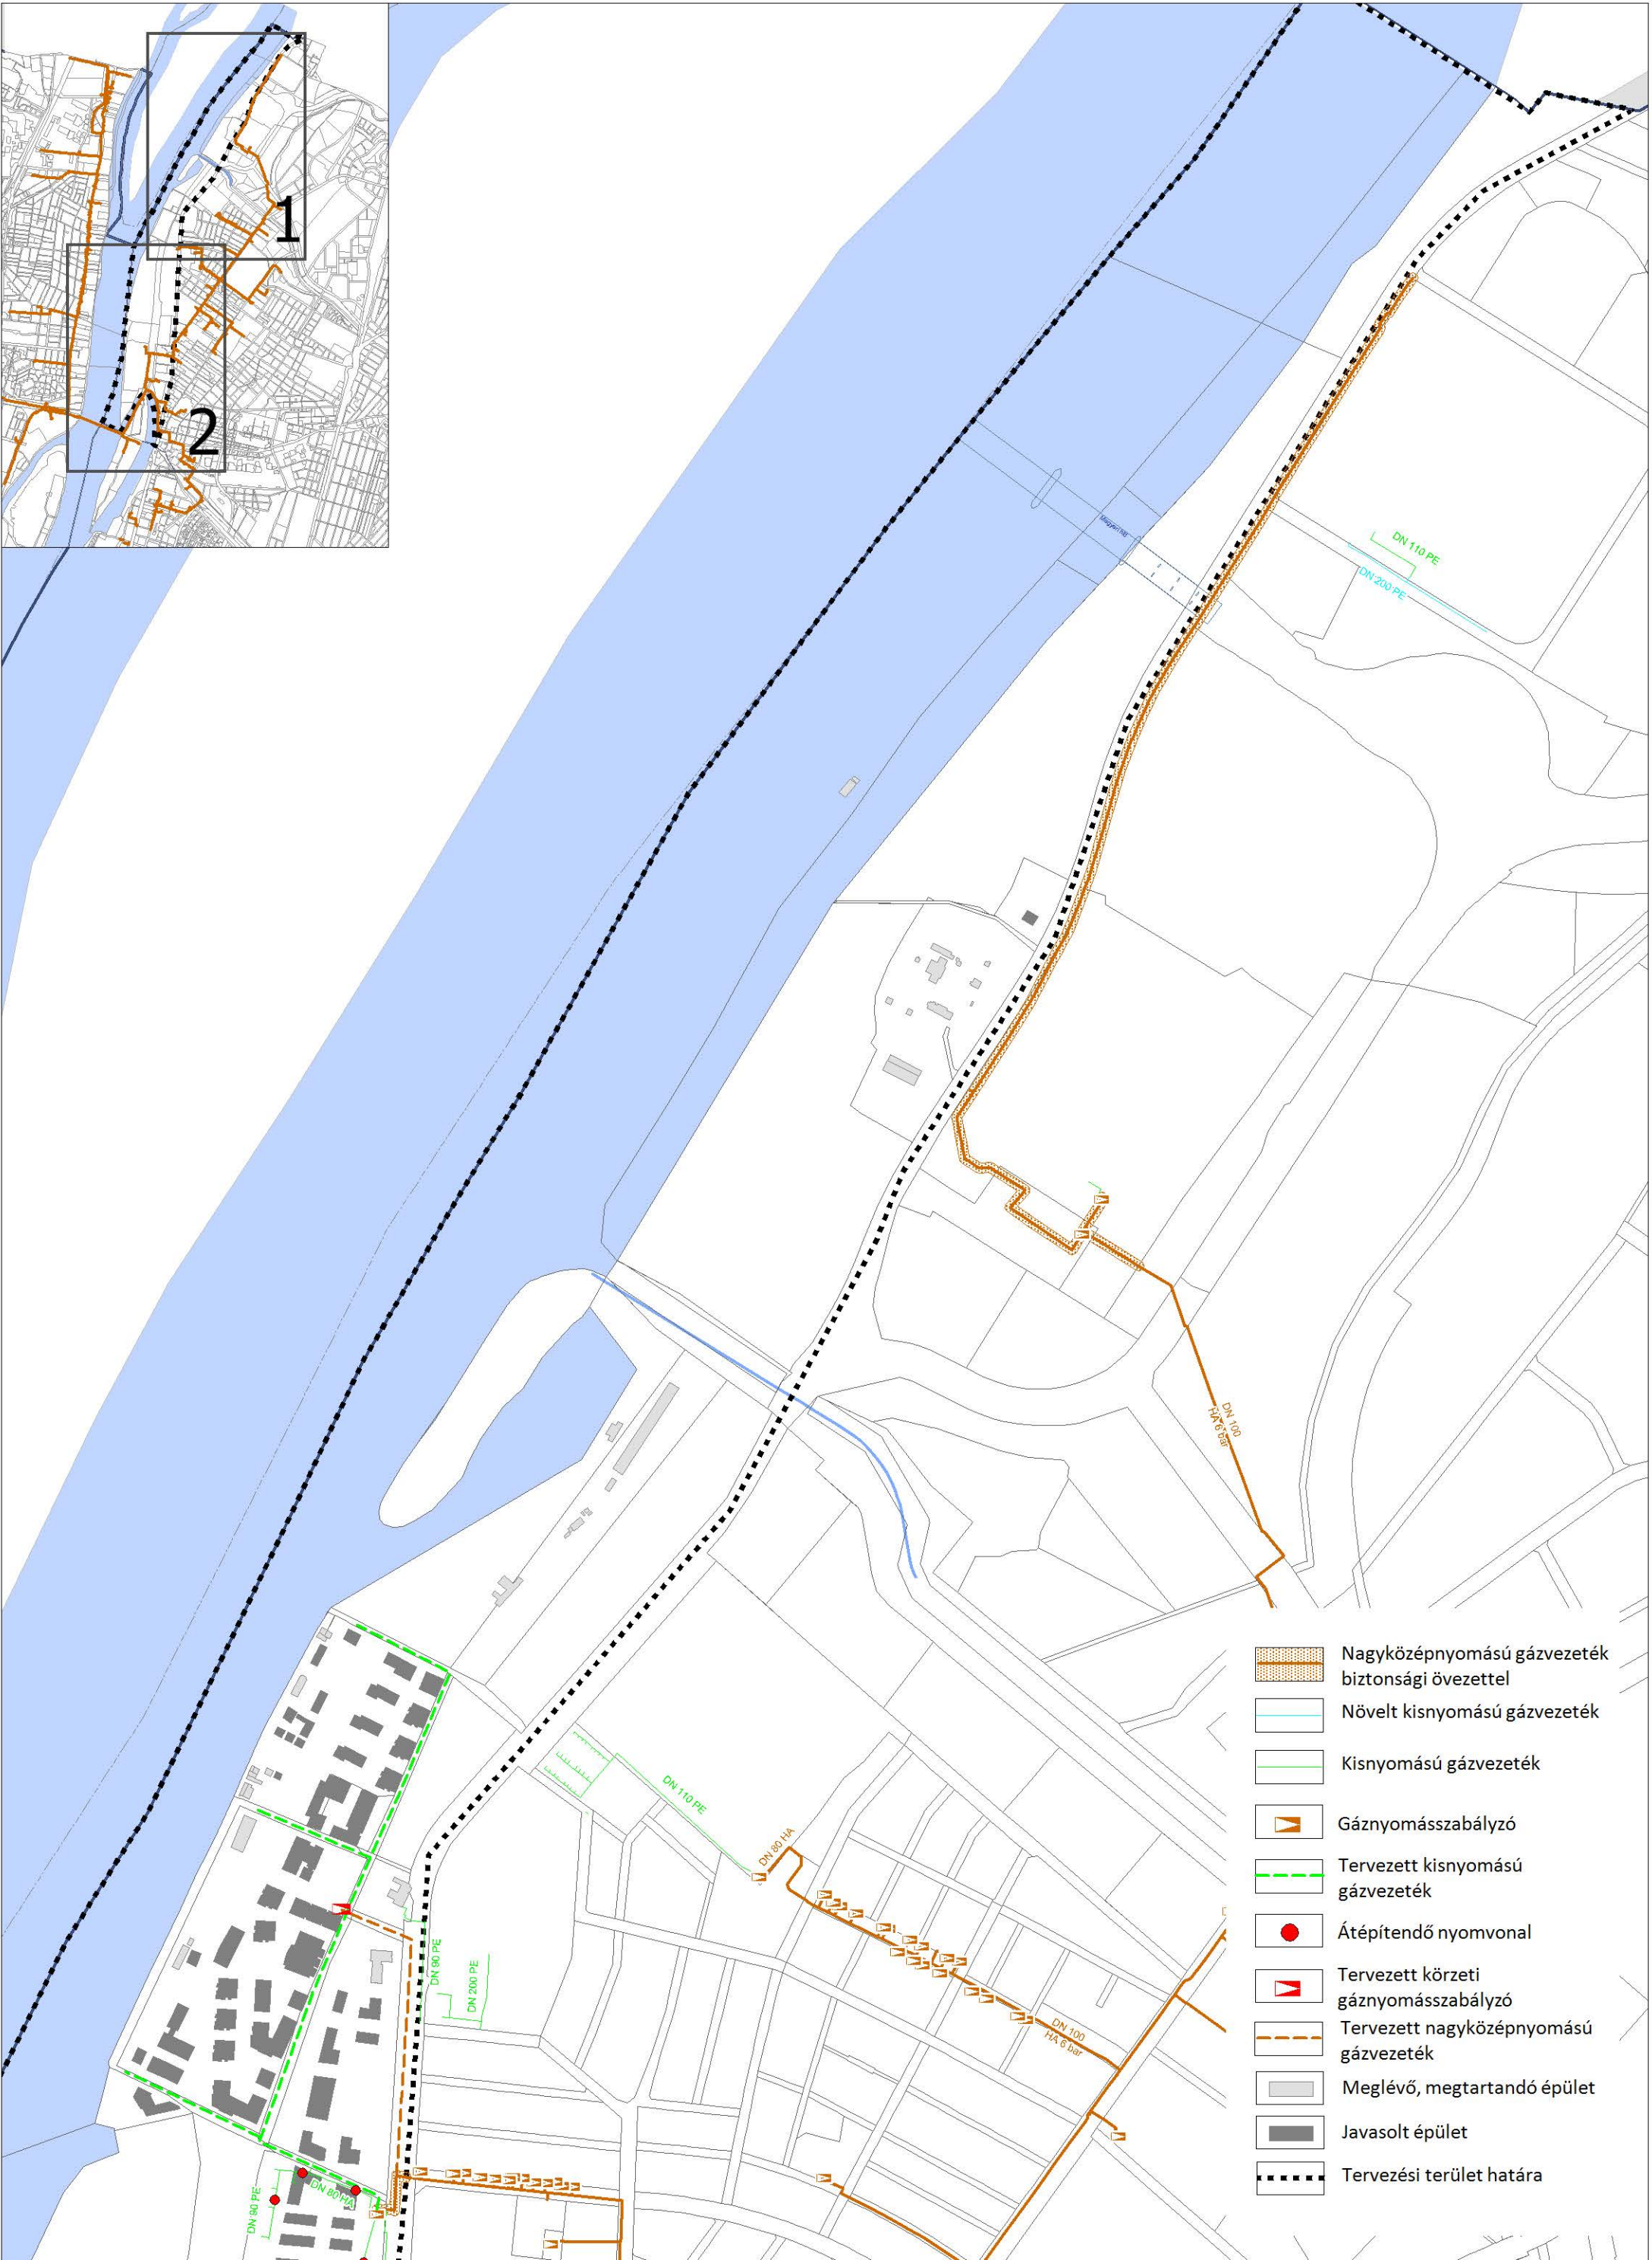 1
2
Megyeri híd
DN 110 PE
DN 200 PE
DN 100
HA 6 bar
DN 110 PE
DN 80 HA
DN 90 PE
DN 200 PE
DN 100
HA 6 bar
DN 80 HA
DN 90 PE
Nagyközépnyomású gázvezeték
biztonsági övezettel
Növelt kisnyomású gázvezeték
Kisnyomású gázvezeték
Gáznyomásszabályzó
Tervezett kisnyomású
gázvezeték
Átépítendő nyomvonal
Tervezett körzeti
gáznyomásszabályzó
Tervezett nagyközépnyomású
gázvezeték
Meglévő, megtartandó épület
Javasolt épület
Tervezési terület határa